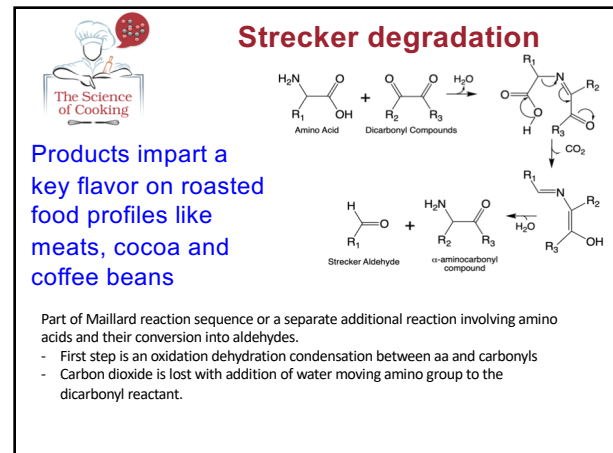 Strecker degradation
The Science
of Cooking
Products impart a
key flavor on roasted
food profiles like
meats, cocoa and
coffee beans
H₂N
O
OH
R₁
Amino Acid
+
O
O
R₂
R₃
Dicarbonyl Compounds
H₂O
R₁
N
R₂
O
O
H
R₃
O
CO₂
R₁
N
R₂
R₃
OH
H₂O
H
O
R₁
Strecker Aldehyde
+
H₂N
O
R₂
R₃
α-aminocarbonyl
compound
Part of Maillard reaction sequence or a separate additional reaction involving amino
acids and their conversion into aldehydes.
- First step is an oxidation dehydration condensation between aa and carbonyls
- Carbon dioxide is lost with addition of water moving amino group to the
dicarbonyl reactant.